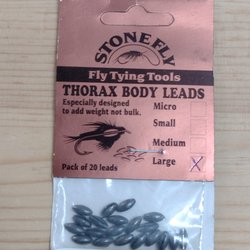 STONEFLY
Fly Tying Tools
THORAX BODY LEADS
Especially designed
to add weight not bulk.
Micro
Small
Medium
Large X
Pack of 20 leads